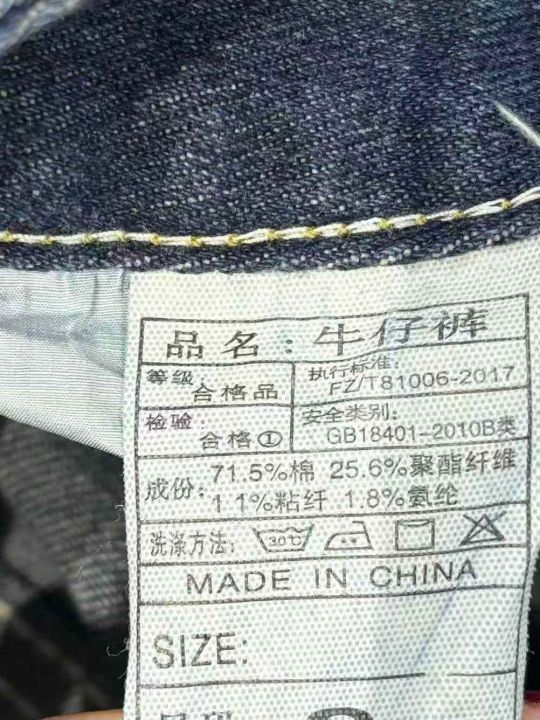 品名：牛仔裤
等级
合格品
执行标准：
FZ/T81006-2017
检验：
合格①
安全类别：
GB18401-2010B类
成份：71.5%棉 25.6%聚酯纤维
1 1%粘纤 1.8%氨纶
洗涤方法： 30℃
MADE IN CHINA
SIZE: